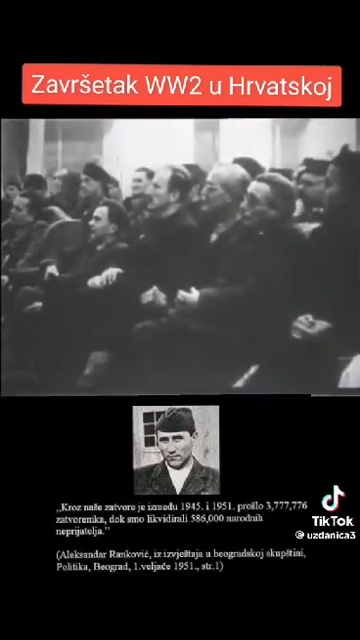 Završetak WW2 u Hrvatskoj
„Kroz naše zatvore je između 1945. i 1951. prošlo 3,777,776
zatvorenika, dok smo likvidirali 586,000 narodnih
neprijatelja.”
(Aleksandar Ranković, iz izvještaja u beogradskoj skupštini,
Politika, Beograd, 1.veljače 1951., str.1)
TikTok
@uzdanica3